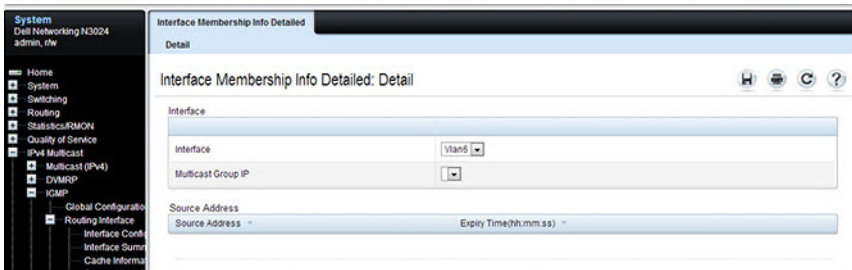 System
Dell Networking N3024
admin, r/w
Home
System
Switching
Routing
Statistics/RMON
Quality of Service
IPv4 Multicast
Multicast (IPv4)
DVMRP
IGMP
Global Configuratio
Routing Interface
Interface Confi
Interface Summ
Cache Informa
Interface Membership Info Detailed
Detail
Interface Membership Info Detailed: Detail
Interface
Interface Vlan5
Multicast Group IP
Source Address
Source Address Expiry Time(hh:mm:ss)